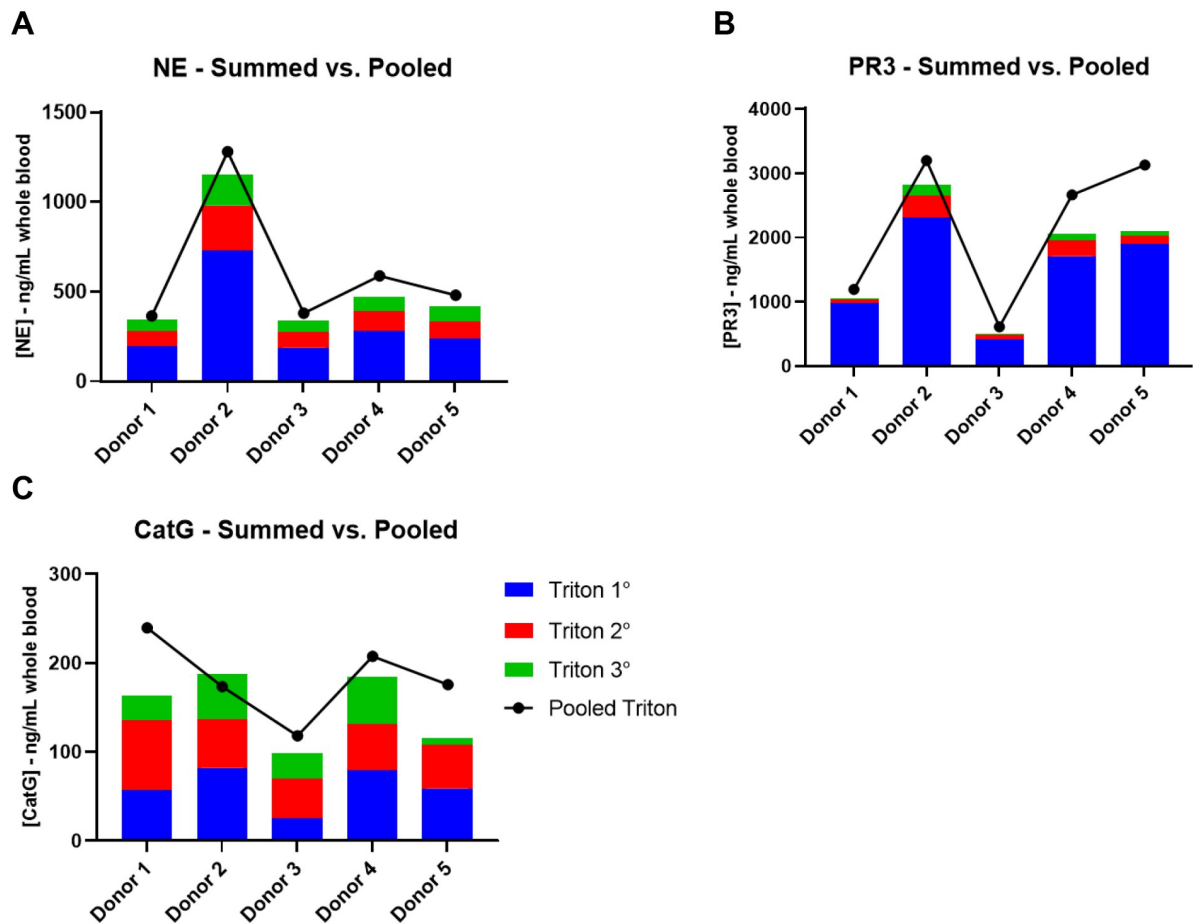 A
NE - Summed vs. Pooled
[NE] - ng/mL whole blood
1500
1000
500
0
Donor 1
Donor 2
Donor 3
Donor 4
Donor 5
B
PR3 - Summed vs. Pooled
[PR3] - ng/mL whole blood
4000
3000
2000
1000
0
Donor 1
Donor 2
Donor 3
Donor 4
Donor 5
C
CatG - Summed vs. Pooled
[CatG] - ng/mL whole blood
300
200
100
0
Donor 1
Donor 2
Donor 3
Donor 4
Donor 5
Triton 1°
Triton 2°
Triton 3°
Pooled Triton